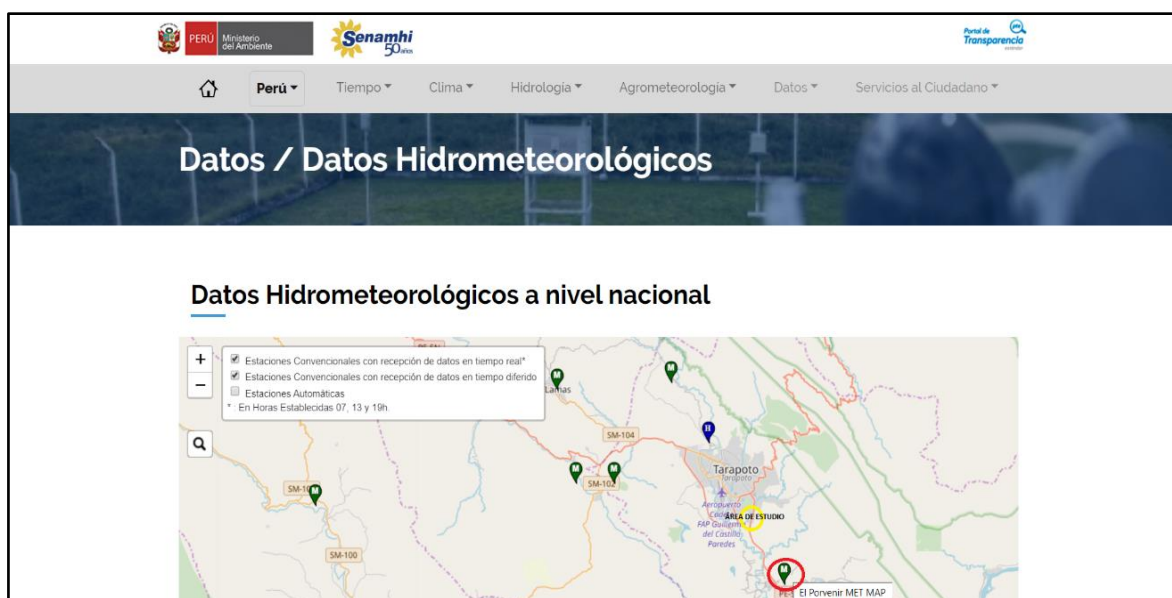 PERÚ
Ministerio
del Ambiente
Senamhi
50 años
Portal de
Transparencia
Perú
Tiempo
Clima
Hidrología
Agrometeorología
Datos
Servicios al Ciudadano
Datos / Datos Hidrometeorológicos
Datos Hidrometeorológicos a nivel nacional
+
−
Estaciones Convencionales con recepción de datos en tiempo real*
Estaciones Convencionales con recepción de datos en tiempo diferido
Estaciones Automáticas
* : En Horas Establecidas 07, 13 y 19h.
M
Lamas
M
H
SM-104
Tarapoto
Tarapoto
M
M
SM-102
M
Aeropuerto
ÁREA DE ESTUDIO
FAP Guillermo
del Castillo
Paredes
SM-100
M
El Porvenir MET MAP